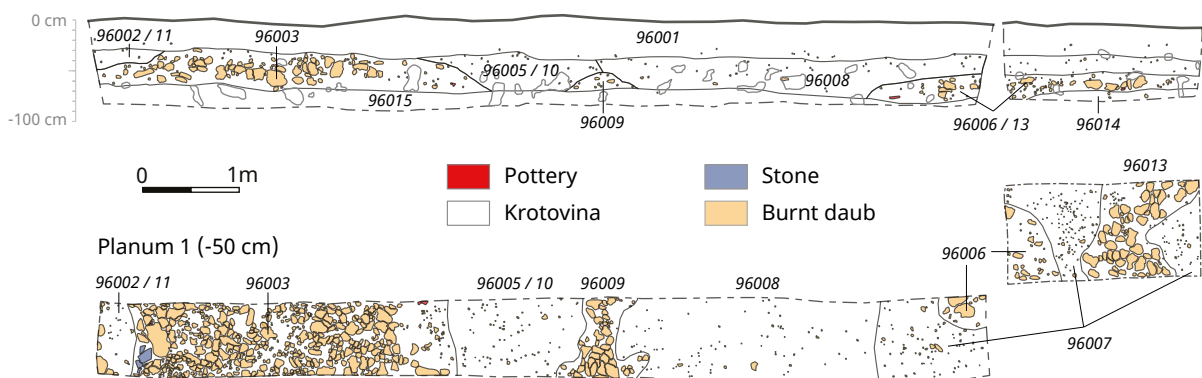 0 cm
96002 / 11
96003
96001
96005 / 10
96008
96015
-100 cm
96009
96006 / 13
96014
0 1m
Pottery
Stone
Krotovina
Burnt daub
96013
Planum 1 (-50 cm)
96006
96002 / 11
96003
96005 / 10
96009
96008
96007